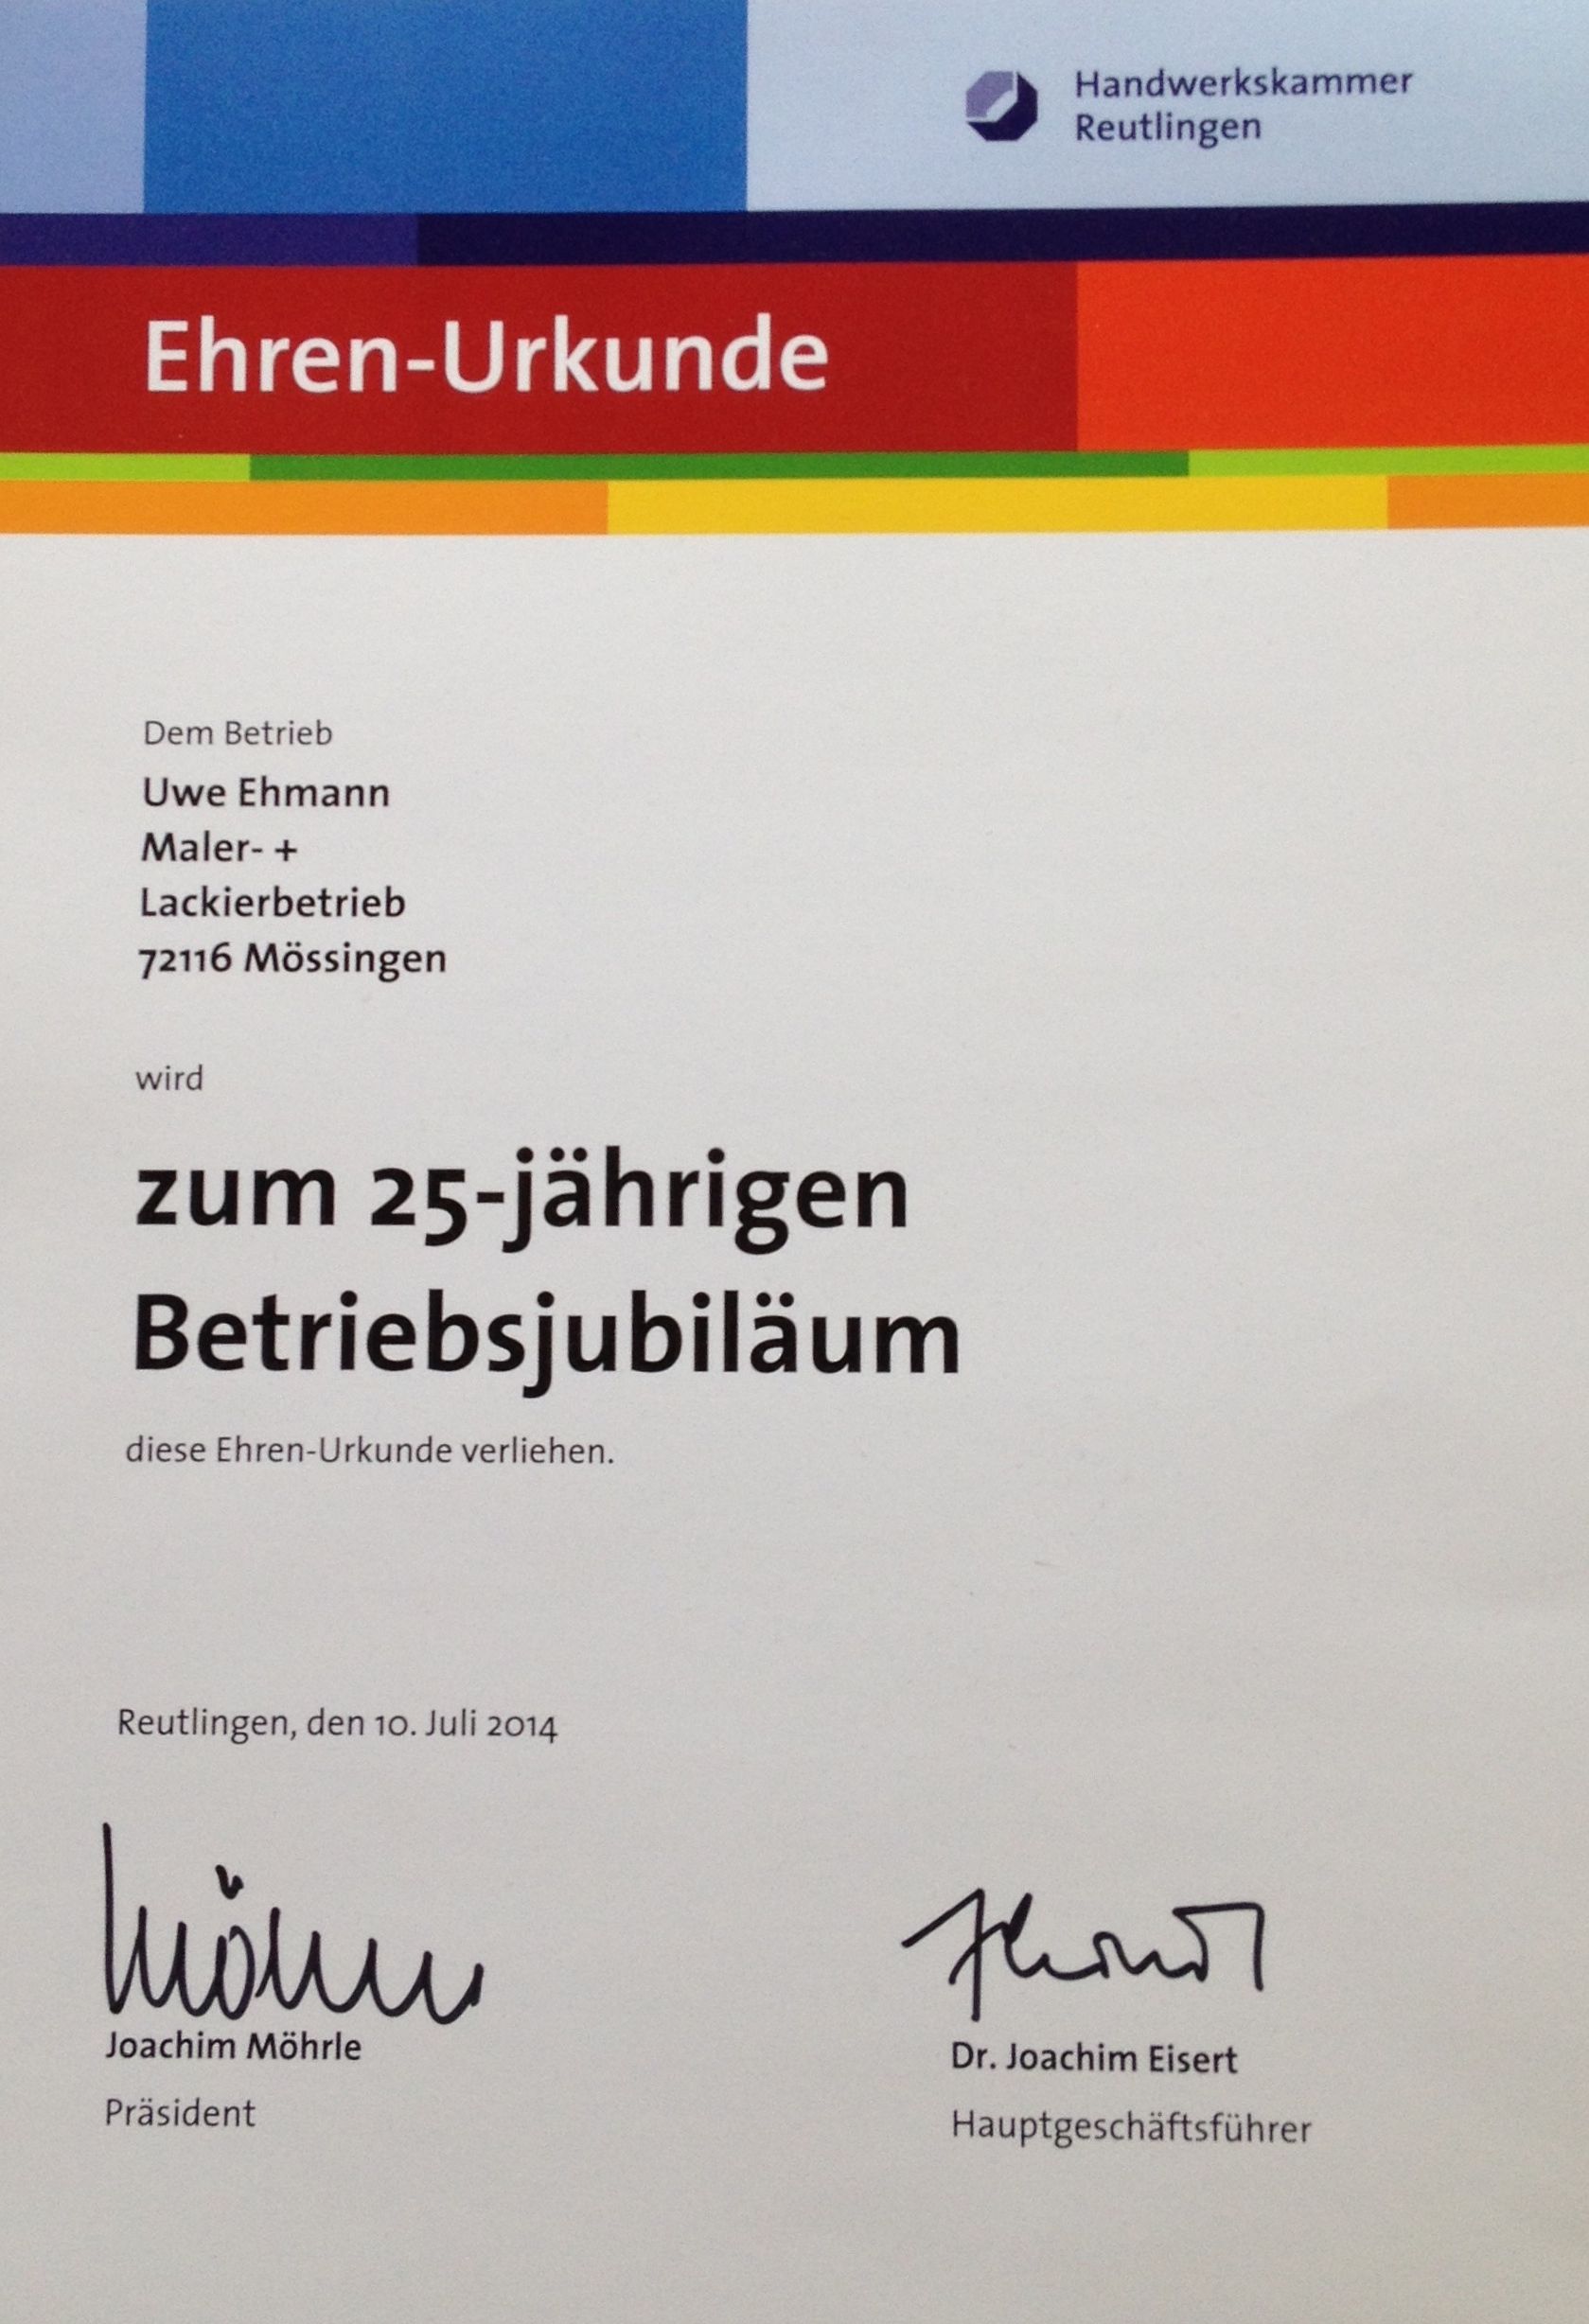 Handwerkskammer
Reutlingen
Ehren-Urkunde
Dem Betrieb
Uwe Ehmann
Maler- +
Lackierbetrieb
72116 Mössingen
wird
zum 25-jährigen
Betriebsjubiläum
diese Ehren-Urkunde verliehen.
Reutlingen, den 10. Juli 2014
Joachim Möhrle
Präsident
Dr. Joachim Eisert
Hauptgeschäftsführer